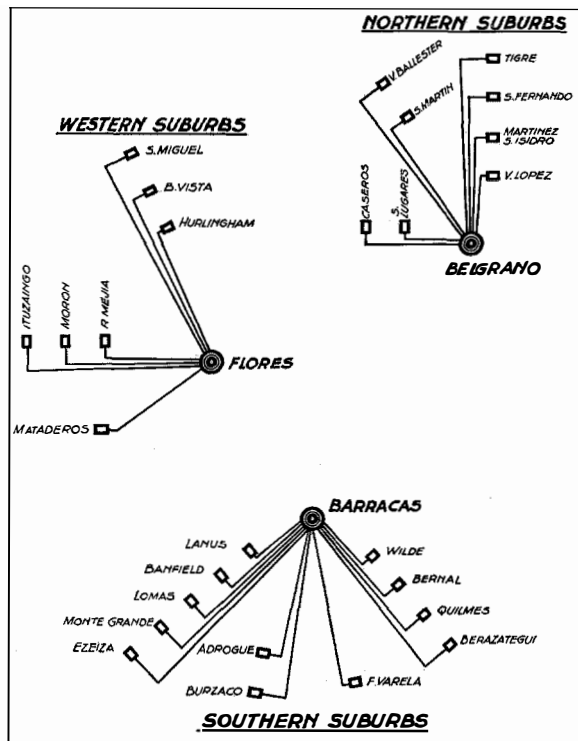 NORTHERN SUBURBS
V. BALLESTER
S. MARTIN
TIGRE
S. FERNANDO
MARTINEZ
S. ISIDRO
V. LOPEZ
CASEROS
S.
LUGARES
BELGRANO
WESTERN SUBURBS
S. MIGUEL
B. VISTA
HURLINGHAM
ITUZAINGO
MORON
R. MEJIA
FLORES
MATADEROS
BARRACAS
LANUS
BANFIELD
LOMAS
MONTE GRANDE
EZEIZA
ADROGUE
BURZACO
WILDE
BERNAL
QUILMES
BERAZATEGUI
F. VARELA
SOUTHERN SUBURBS